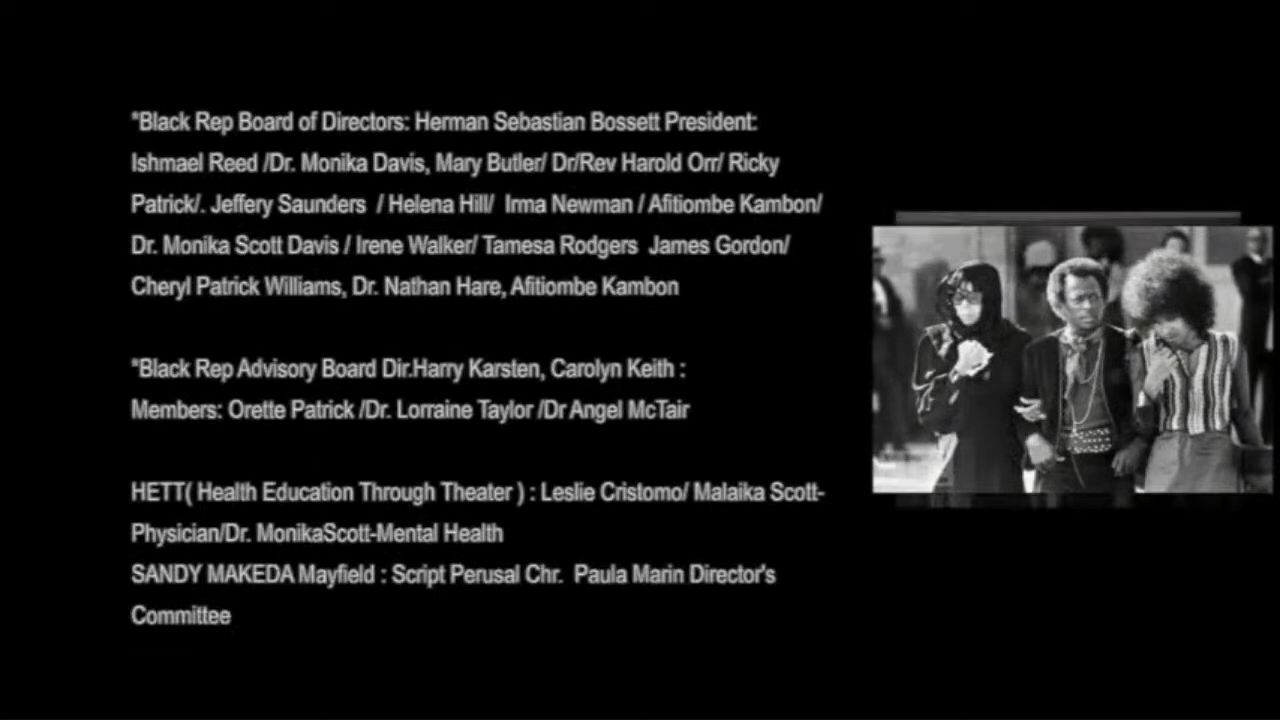 "Black Rep Board of Directors: Herman Sebastian Bossett President:
Ishmael Reed /Dr. Monika Davis, Mary Butler/ Dr/Rev Harold Orr/ Ricky
Patrick/. Jeffery Saunders / Helena Hill/ Irma Newman / Afitiombe Kambon/
Dr. Monika Scott Davis / Irene Walker/ Tamesa Rodgers James Gordon/
Cheryl Patrick Williams, Dr. Nathan Hare, Afitiombe Kambon
"Black Rep Advisory Board Dir.Harry Karsten, Carolyn Keith :
Members: Orette Patrick /Dr. Lorraine Taylor /Dr Angel McTair
HETT( Health Education Through Theater ) : Leslie Cristomo/ Malaika Scott-
Physician/Dr. MonikaScott-Mental Health
SANDY MAKEDA Mayfield : Script Perusal Chr. Paula Marin Director's
Committee